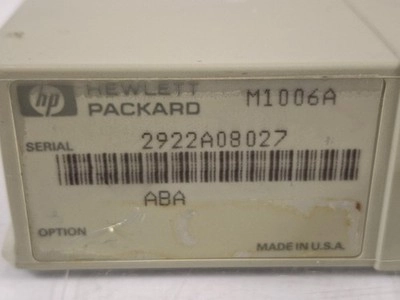 hp HEWLETT
PACKARD M1006A
SERIAL 2922A08027
ABA
OPTION
MADE IN U.S.A.